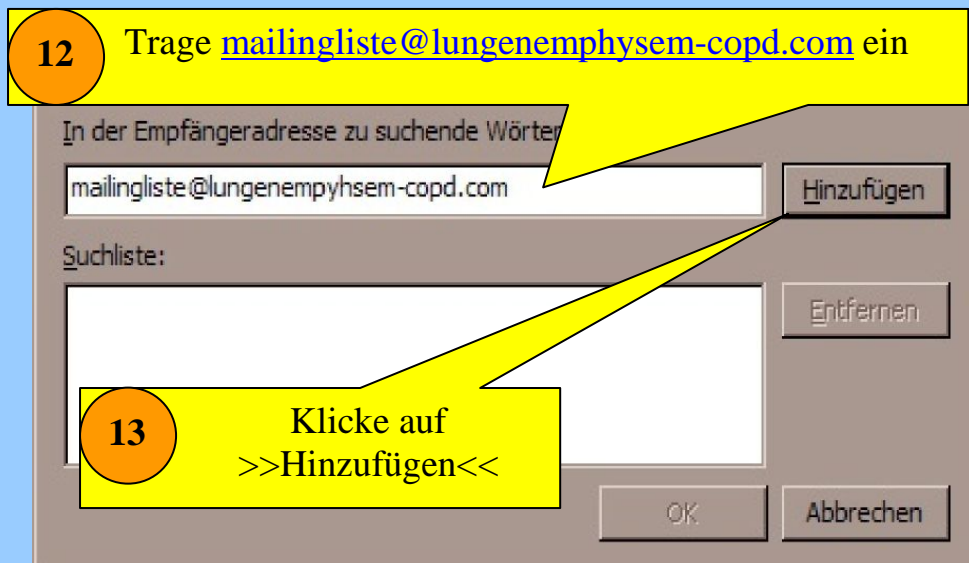 12 Trage mailingliste@lungenemphysem-copd.com ein
In der Empfängeradresse zu suchende Wörter
mailingliste@lungenempyhsem-copd.com
Hinzufügen
Suchliste:
Entfernen
13 Klicke auf
>>Hinzufügen<<
OK
Abbrechen